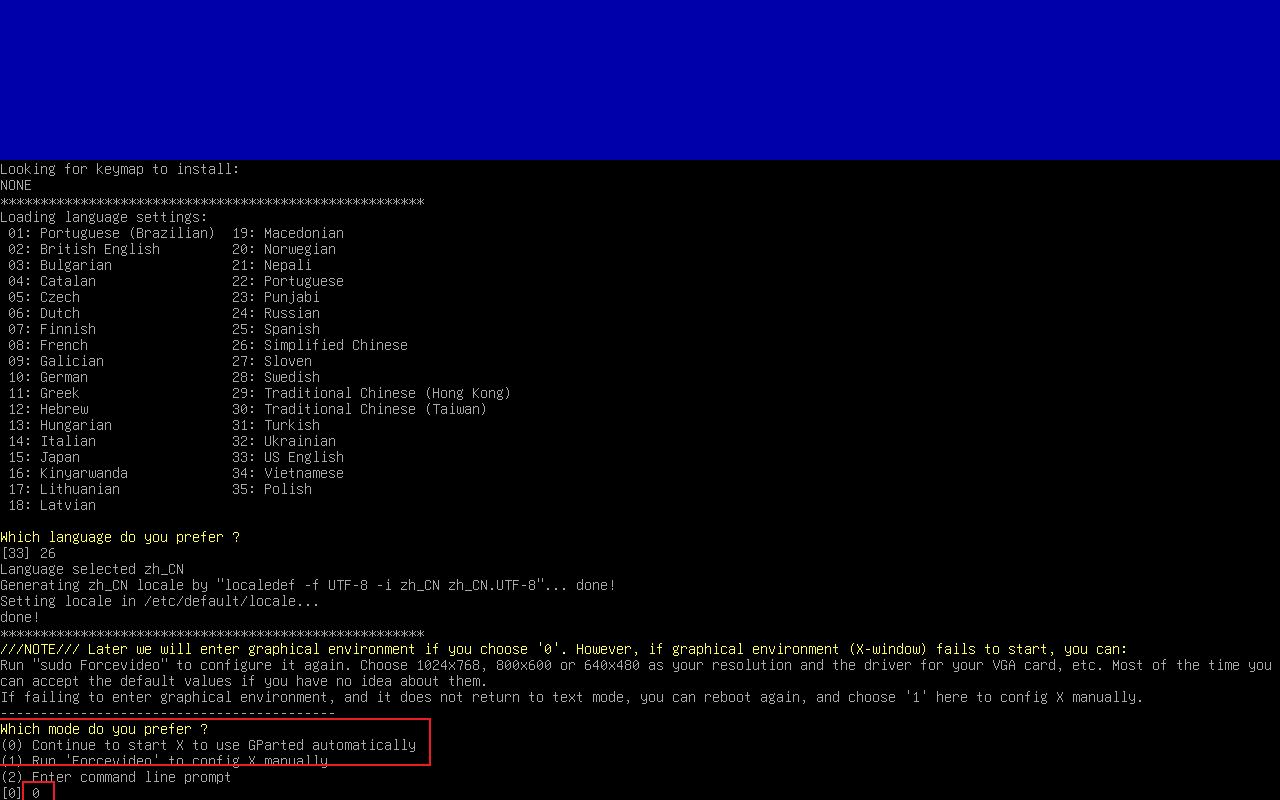 Looking for keymap to install:
NONE
*****************************************************
Loading language settings:
01: Portuguese (Brazilian)  19: Macedonian
02: British English         20: Norwegian
03: Bulgarian               21: Nepali
04: Catalan                 22: Portuguese
05: Czech                   23: Punjabi
06: Dutch                   24: Russian
07: Finnish                 25: Spanish
08: French                  26: Simplified Chinese
09: Galician                27: Sloven
10: German                  28: Swedish
11: Greek                   29: Traditional Chinese (Hong Kong)
12: Hebrew                  30: Traditional Chinese (Taiwan)
13: Hungarian               31: Turkish
14: Italian                 32: Ukrainian
15: Japan                   33: US English
16: Kinyarwanda             34: Vietnamese
17: Lithuanian              35: Polish
18: Latvian
Which language do you prefer ?
[33] 26
Language selected zh_CN
Generating zh_CN locale by "localedef -f UTF-8 -i zh_CN zh_CN.UTF-8"... done!
Setting locale in /etc/default/locale...
done!
*****************************************************
///NOTE/// Later we will enter graphical environment if you choose '0'. However, if graphical environment (X-window) fails to start, you can:
Run "sudo Forcevideo" to configure it again. Choose 1024x768, 800x600 or 640x480 as your resolution and the driver for your VGA card, etc. Most of the time you
can accept the default values if you have no idea about them.
If failing to enter graphical environment, and it does not return to text mode, you can reboot again, and choose '1' here to config X manually.
------------------------------------------
Which mode do you prefer ?
(0) Continue to start X to use GParted automatically
(1) Run 'Forcevideo' to config X manually
(2) Enter command line prompt
[0] 0